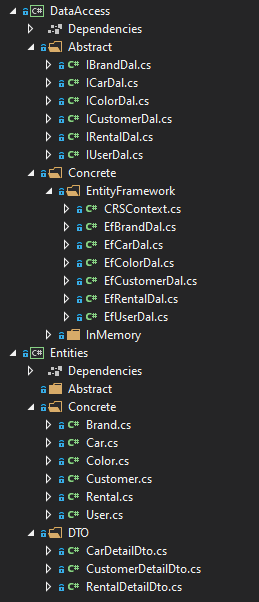 C# DataAccess
Dependencies
Abstract
C# IBrandDal.cs
C# ICarDal.cs
C# IColorDal.cs
C# ICustomerDal.cs
C# IRentalDal.cs
C# IUserDal.cs
Concrete
EntityFramework
C# CRSContext.cs
C# EfBrandDal.cs
C# EfCarDal.cs
C# EfColorDal.cs
C# EfCustomerDal.cs
C# EfRentalDal.cs
C# EfUserDal.cs
InMemory
C# Entities
Dependencies
Abstract
Concrete
C# Brand.cs
C# Car.cs
C# Color.cs
C# Customer.cs
C# Rental.cs
C# User.cs
DTO
C# CarDetailDto.cs
C# CustomerDetailDto.cs
C# RentalDetailDto.cs